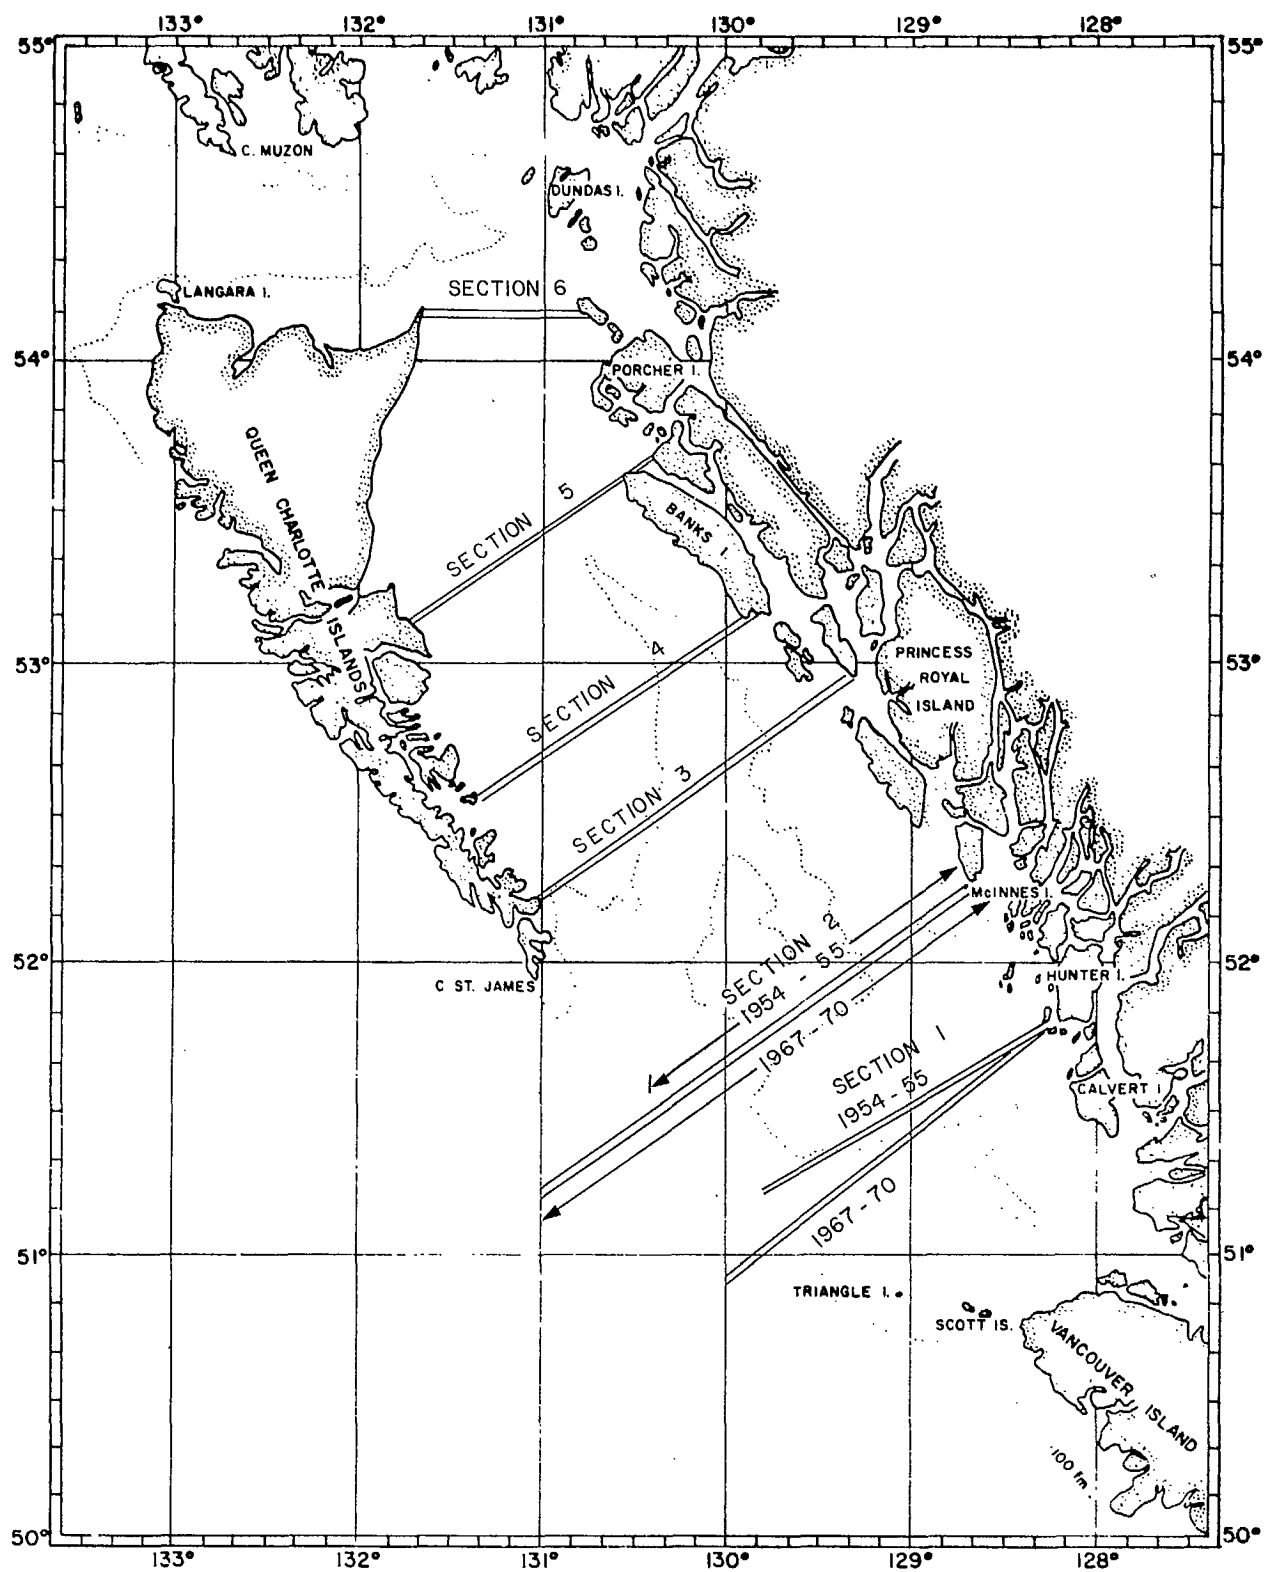 133° 132° 131° 130° 129° 128°
55° 55°
C. MUZON
DUNDAS I.
LANGARA I.
SECTION 6
54° 54°
PORCHER I.
QUEEN CHARLOTTE ISLANDS
SECTION 5
BANKS I.
53° 53°
PRINCESS
ROYAL
ISLAND
SECTION 4
SECTION 3
McINNES I.
SECTION 2
1954 - 55
1967 - 70
52° 52°
C ST. JAMES
HUNTER I.
SECTION 1
1954 - 55
CALVERT I
1967 - 70
51° 51°
TRIANGLE I.
SCOTT IS.
VANCOUVER ISLAND
100 fm
50° 50°
133° 132° 131° 130° 129° 128°